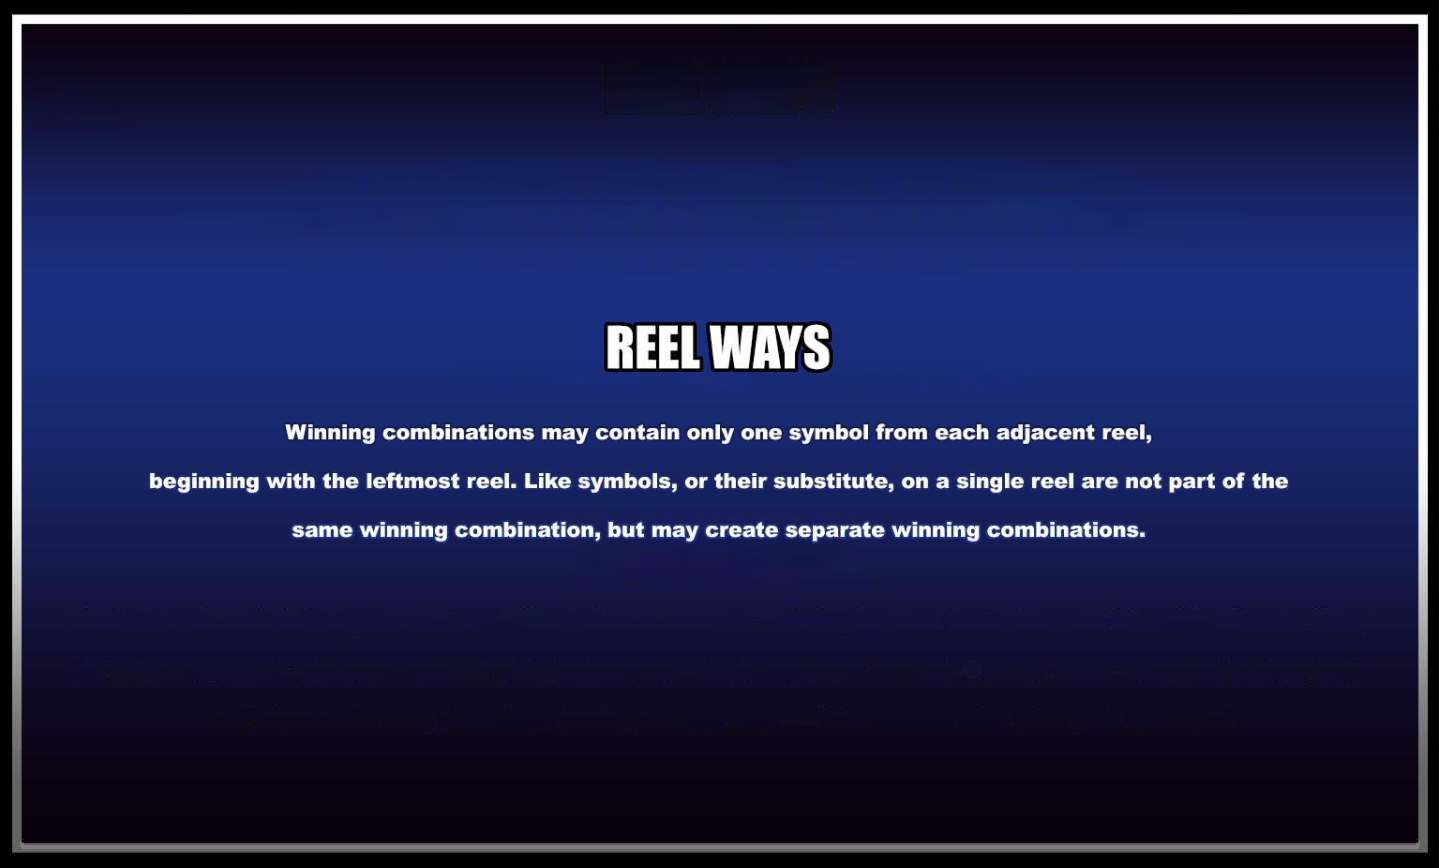 REEL WAYS
Winning combinations may contain only one symbol from each adjacent reel,
beginning with the leftmost reel. Like symbols, or their substitute, on a single reel are not part of the
same winning combination, but may create separate winning combinations.